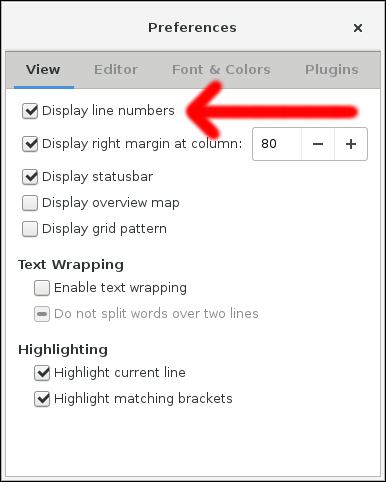 Preferences
View Editor Font & Colors Plugins
Display line numbers
Display right margin at column: 80
Display statusbar
Display overview map
Display grid pattern
Text Wrapping
Enable text wrapping
Do not split words over two lines
Highlighting
Highlight current line
Highlight matching brackets